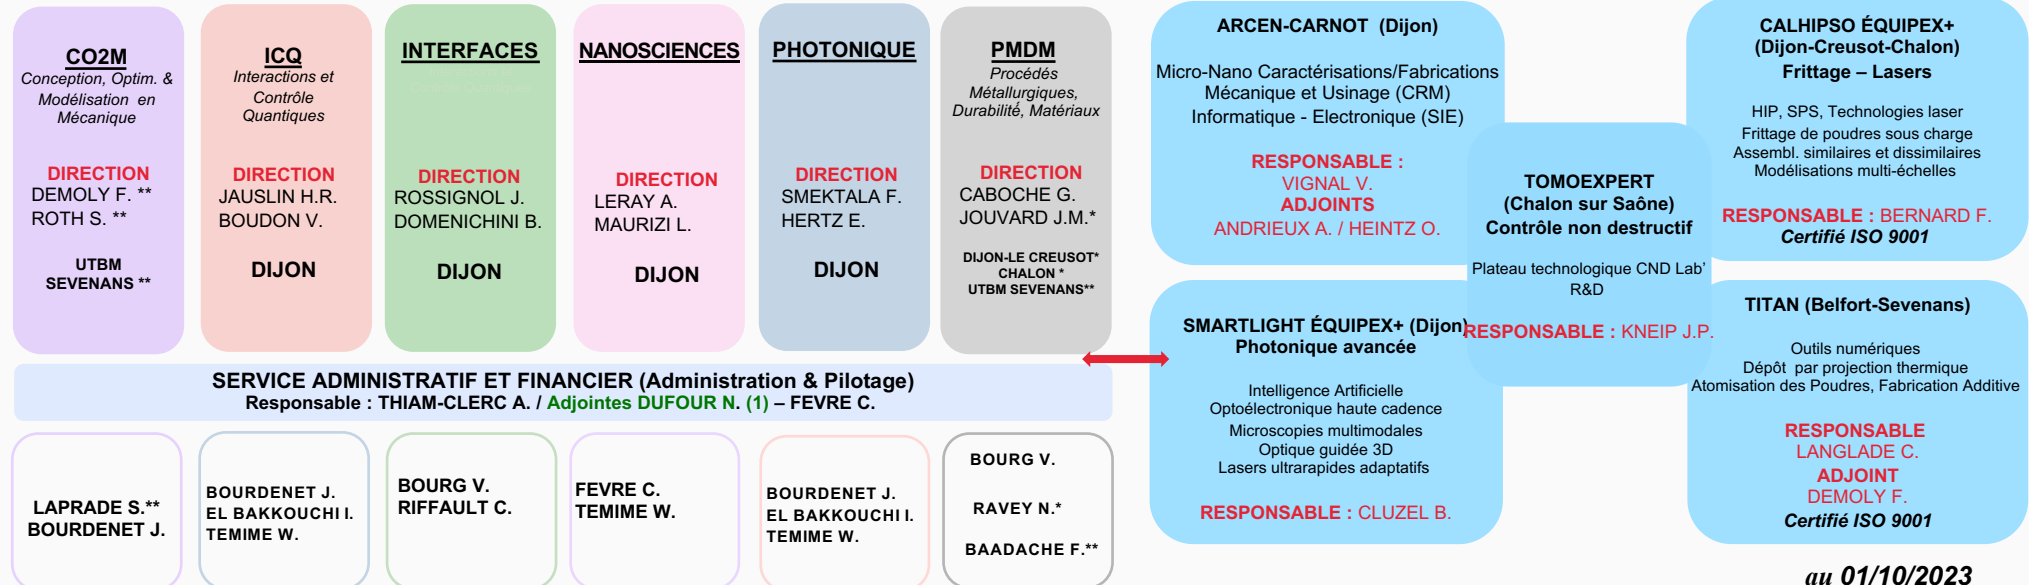 CO2M
Conception, Optim. &
Modélisation en
Mécanique
DIRECTION
DEMOLY F. **
ROTH S. **
UTBM
SEVENANS **
ICQ
Interactions et
Contrôle
Quantiques
DIRECTION
JAUSLIN H.R.
BOUDON V.
DIJON
INTERFACES
DIRECTION
ROSSIGNOL J.
DOMENICHINI B.
DIJON
NANOSCIENCES
DIRECTION
LERAY A.
MAURIZI L.
DIJON
PHOTONIQUE
DIRECTION
SMEKTALA F.
HERTZ E.
DIJON
PMDM
Procédés
Métallurgiques,
Durabilité, Matériaux
DIRECTION
CABOCHE G.
JOUVARD J.M.*
DIJON-LE CREUSOT*
CHALON *
UTBM SEVENANS**
SERVICE ADMINISTRATIF ET FINANCIER (Administration & Pilotage)
Responsable : THIAM-CLERC A. / Adjointes DUFOUR N. (1) – FEVRE C.
LAPRADE S.**
BOURDENET J.
BOURDENET J.
EL BAKKOUCHI I.
TEMIME W.
BOURG V.
RIFFAULT C.
FEVRE C.
TEMIME W.
BOURDENET J.
EL BAKKOUCHI I.
TEMIME W.
BOURG V.
RAVEY N.*
BAADACHE F.**
ARCEN-CARNOT (Dijon)
Micro-Nano Caractérisations/Fabrications
Mécanique et Usinage (CRM)
Informatique - Electronique (SIE)
RESPONSABLE :
VIGNAL V.
ADJOINTS
ANDRIEUX A. / HEINTZ O.
SMARTLIGHT ÉQUIPEX+ (Dijon)
Photonique avancée
Intelligence Artificielle
Optoélectronique haute cadence
Microscopies multimodales
Optique guidée 3D
Lasers ultrarapides adaptatifs
RESPONSABLE : CLUZEL B.
TOMOEXPERT
(Chalon sur Saône)
Contrôle non destructif
Plateau technologique CND Lab’
R&D
RESPONSABLE : KNEIP J.P.
CALHIPSO ÉQUIPEX+
(Dijon-Creusot-Chalon)
Frittage – Lasers
HIP, SPS, Technologies laser
Frittage de poudres sous charge
Assembl. similaires et dissimilaires
Modélisations multi-échelles
RESPONSABLE : BERNARD F.
Certifié ISO 9001
TITAN (Belfort-Sevenans)
Outils numériques
Dépôt par projection thermique
Atomisation des Poudres, Fabrication Additive
RESPONSABLE
LANGLADE C.
ADJOINT
DEMOLY F.
Certifié ISO 9001
au 01/10/2023